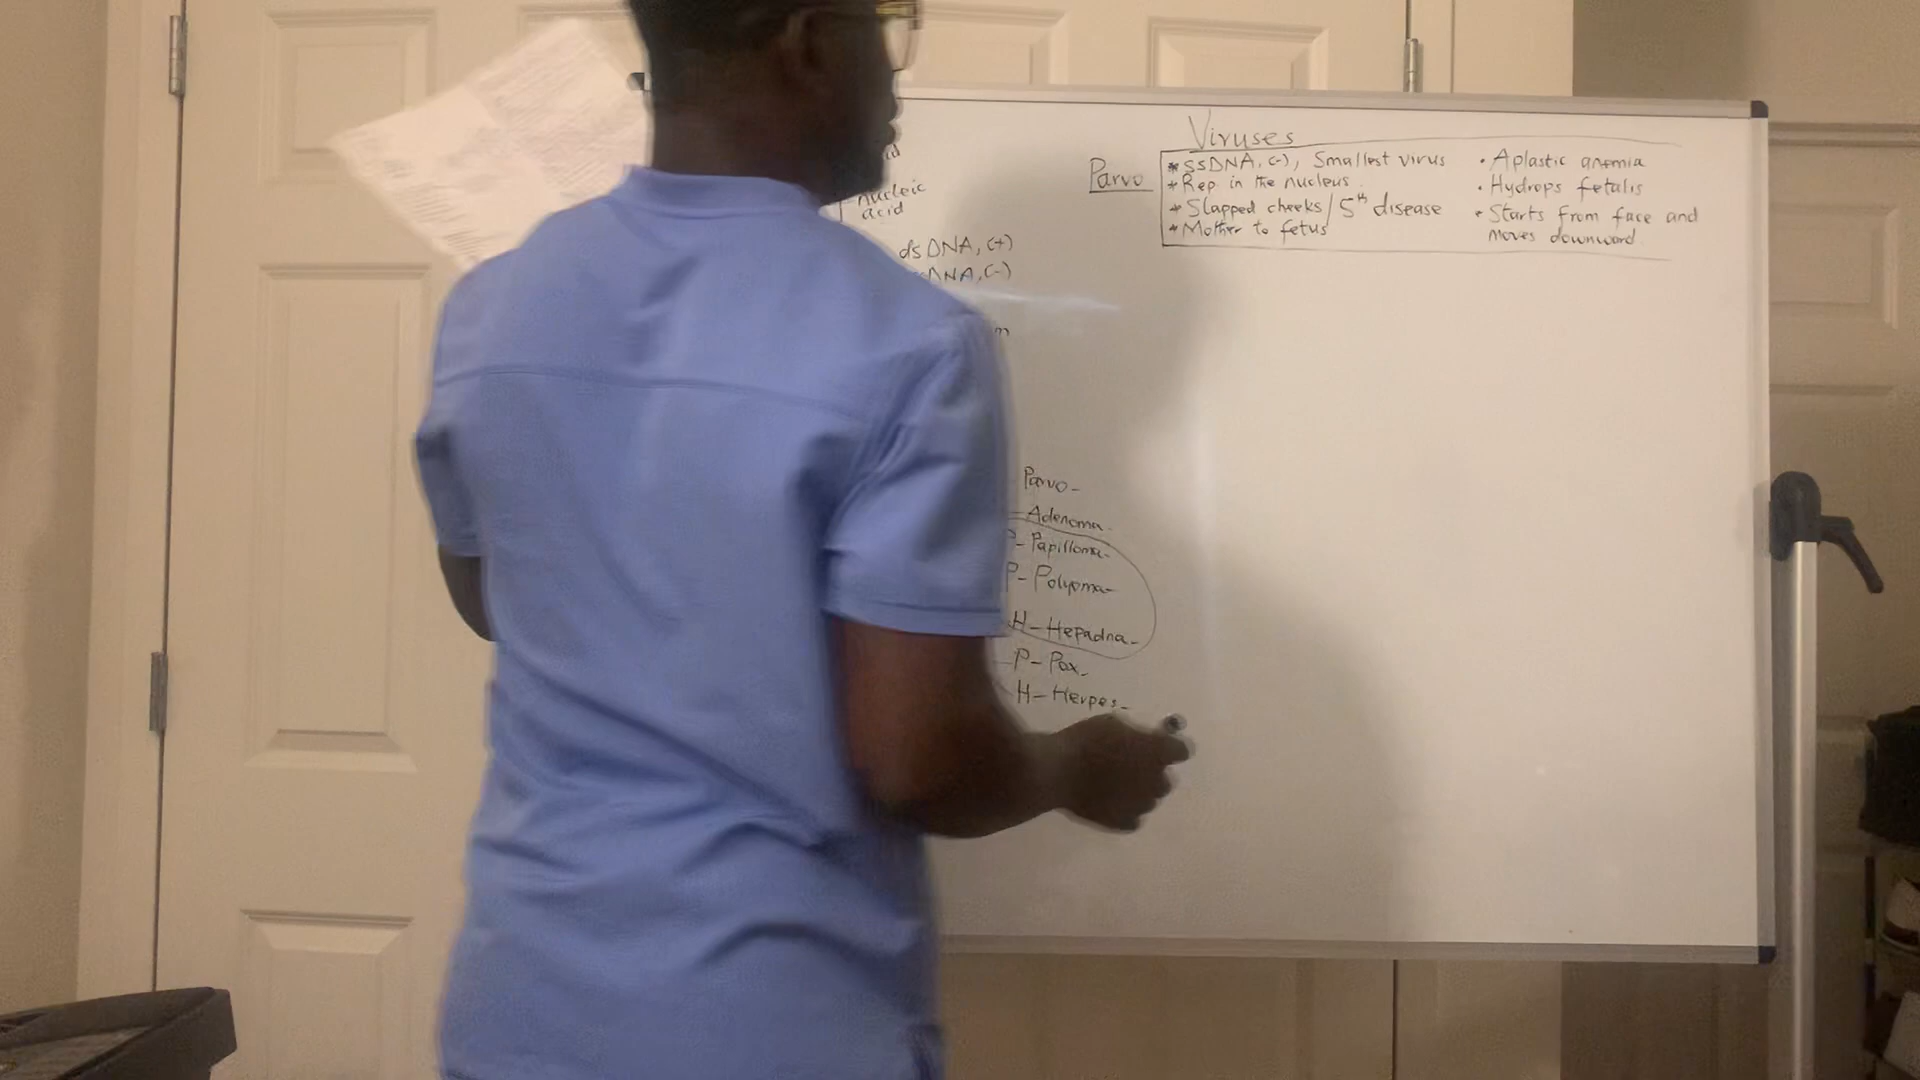 Viruses
Parvo
* ssDNA, (-), Smallest virus
* Rep. in the nucleus
* Slapped cheeks / 5th disease
* Mother to fetus
• Aplastic anemia
• Hydrops fetalis
• Starts from face and
moves downward
nucleic
acid
dsDNA, (+)
DNA, (-)
Parvo-
- Adenoma-
P- Papilloma-
P- Polyoma-
H- Hepadna-
P- Pox-
H- Herpes-